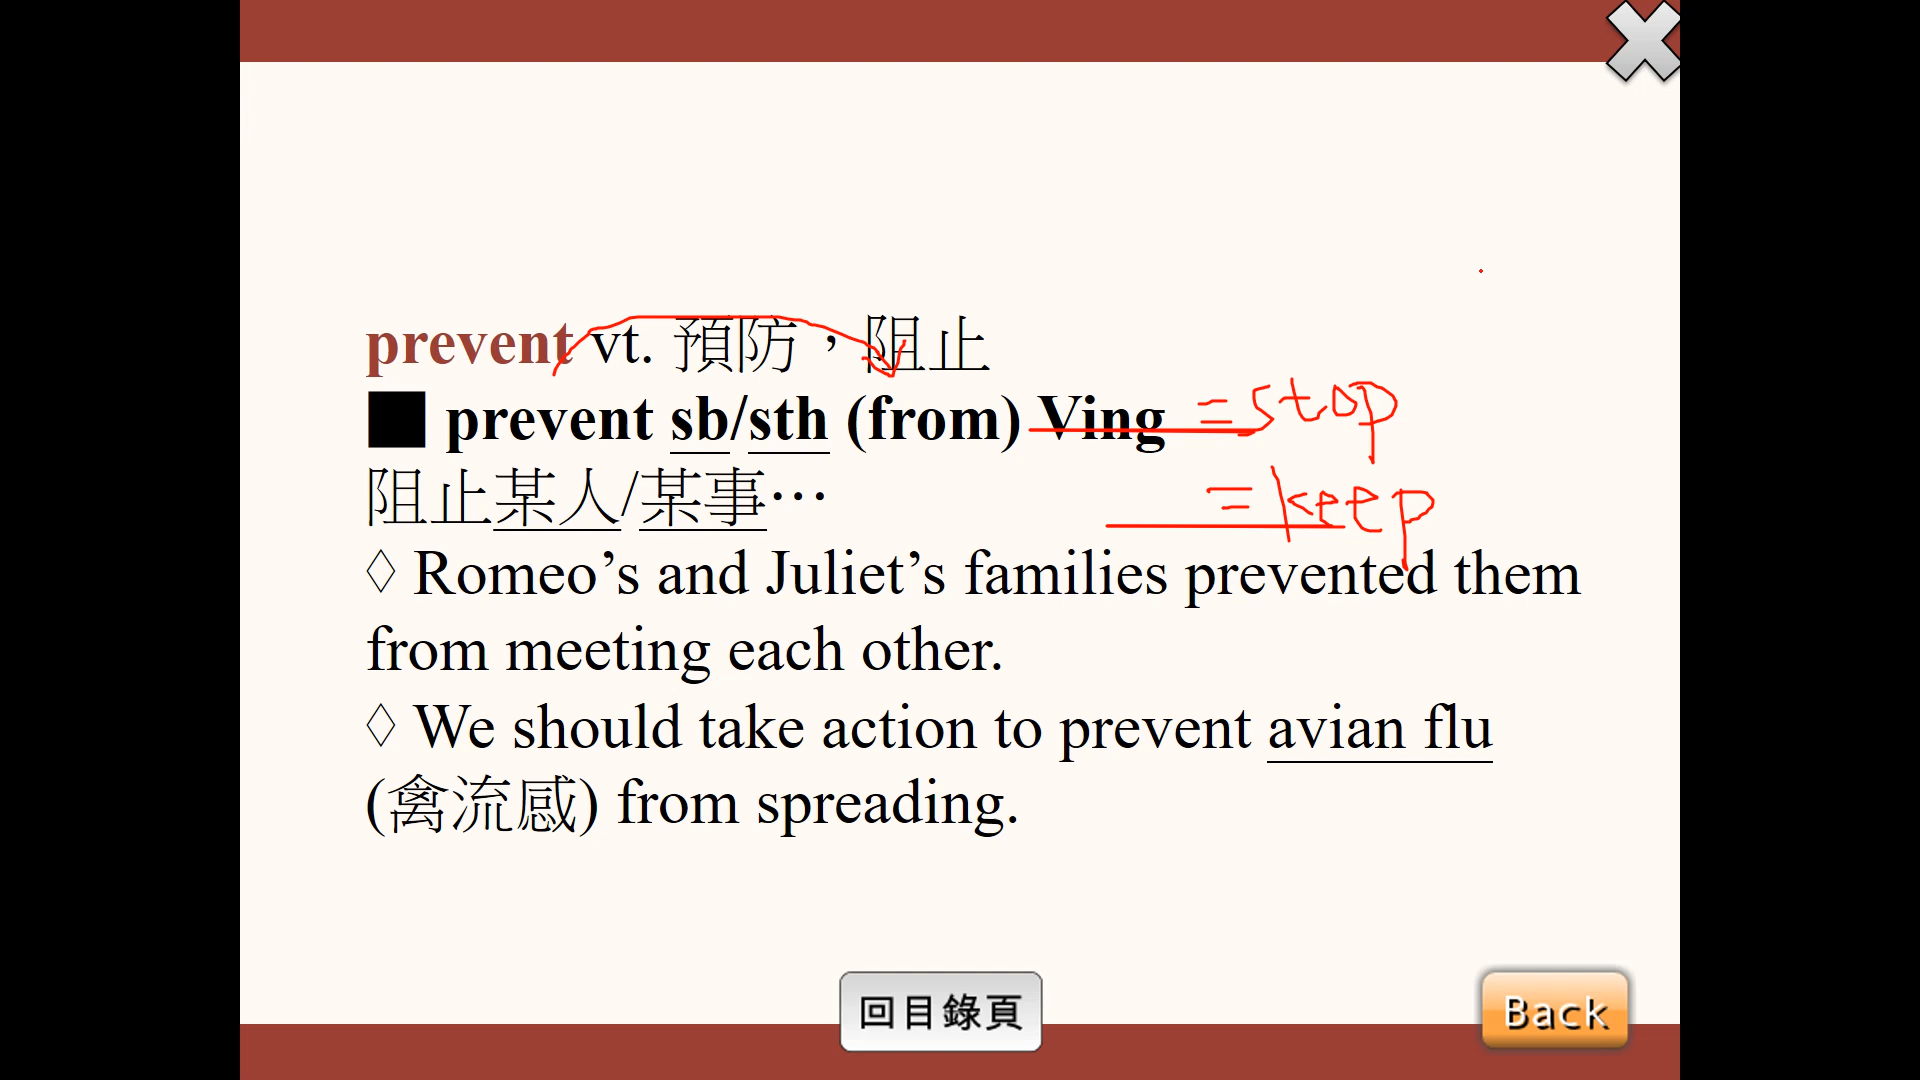 prevent vt. 預防，阻止
■ prevent sb/sth (from) Ving =stop
阻止某人/某事… =keep
◊ Romeo’s and Juliet’s families prevented them
from meeting each other.
◊ We should take action to prevent avian flu
(禽流感) from spreading.
回目錄頁
Back